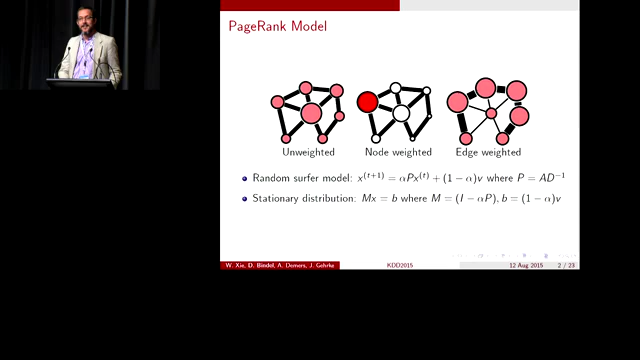 PageRank Model
Unweighted
Node weighted
Edge weighted
Random surfer model: x^(t+1) = αPx^(t) + (1 − α)v where P = AD^−1
Stationary distribution: Mx = b where M = (I − αP), b = (1 − α)v
W. Xie, D. Bindel, A. Demers, J. Gehrke
KDD2015
12 Aug 2015
2 / 23